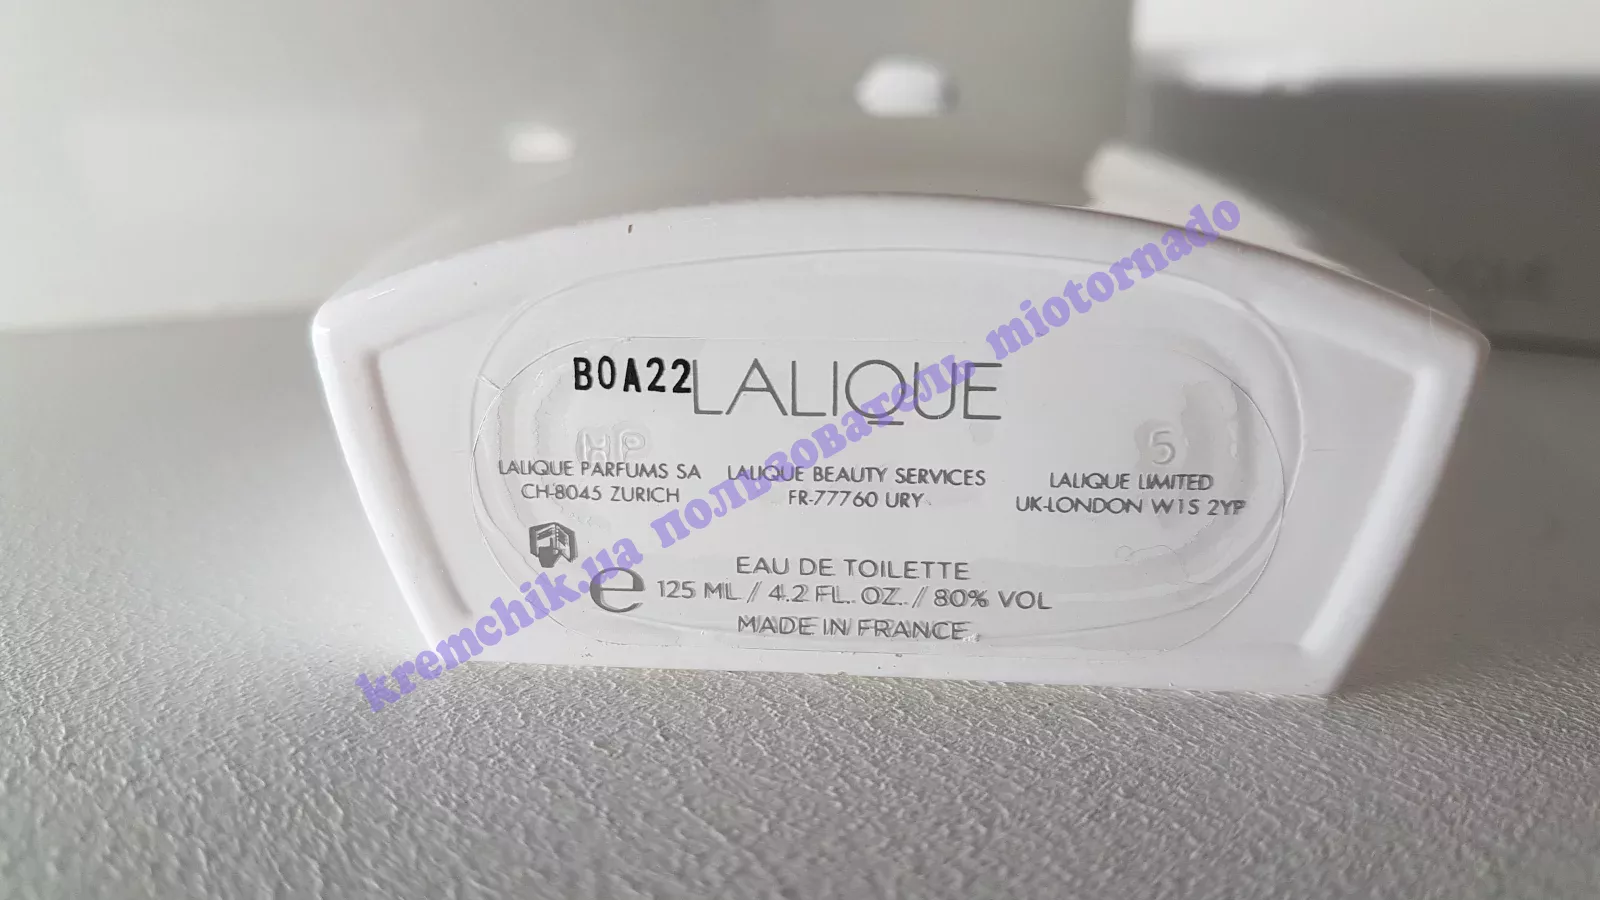 B0A22 LALIQUE
HP 5
LALIQUE PARFUMS SA
CH-8045 ZURICH
LALIQUE BEAUTY SERVICES
FR-77760 URY
LALIQUE LIMITED
UK-LONDON W1S 2YP
EAU DE TOILETTE
e 125 ML / 4.2 FL. OZ. / 80% VOL
MADE IN FRANCE
kremchik.ua пользователь miotornado